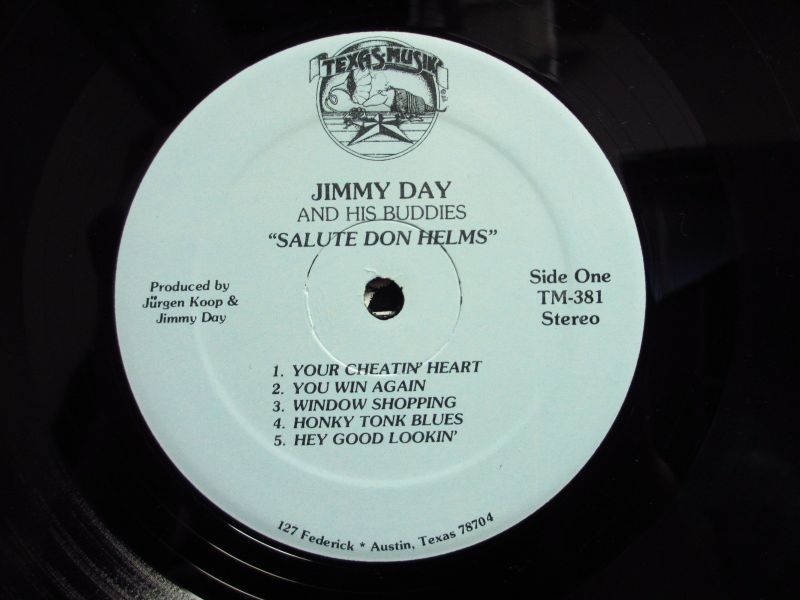 TEXAS-MUSIK
JIMMY DAY
AND HIS BUDDIES
"SALUTE DON HELMS"
Produced by
Jürgen Koop &
Jimmy Day
Side One
TM-381
Stereo
1. YOUR CHEATIN' HEART
2. YOU WIN AGAIN
3. WINDOW SHOPPING
4. HONKY TONK BLUES
5. HEY GOOD LOOKIN'
127 Federick * Austin, Texas 78704